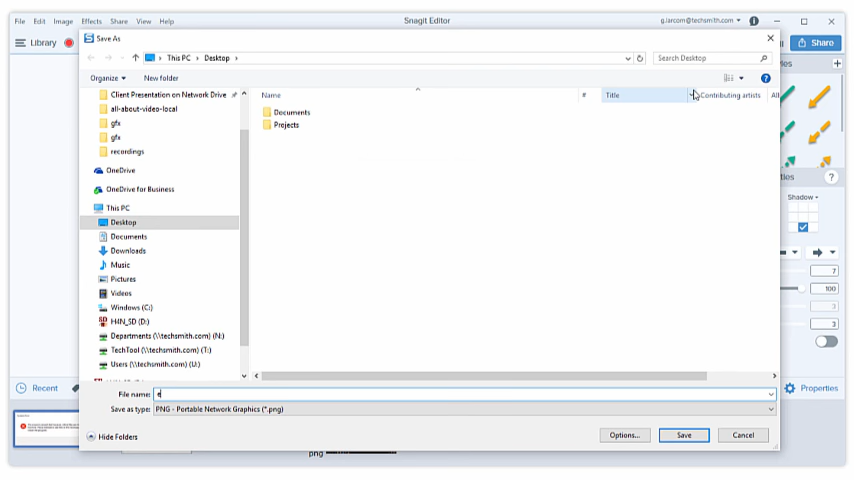 File Edit Image Effects Share View Help Snagit Editor g.larcom@techsmith.com
Library Share
Save As
This PC > Desktop > Search Desktop
Organize New folder
Client Presentation on Network Drive
all-about-video-local
gfx
gfx
recordings
OneDrive
OneDrive for Business
This PC
Desktop
Documents
Downloads
Music
Pictures
Videos
Windows (C:)
H4N_SD (D:)
Departments (\\techsmith.com) (N:)
TechTool (\\techsmith.com) (T:)
Users (\\techsmith.com) (U:)
Name # Title Contributing artists
Documents
Projects
Shadow
7
100
3
3
Recent Properties
File name: e
Save as type: PNG - Portable Network Graphics (*.png)
Hide Folders Options... Save Cancel
png